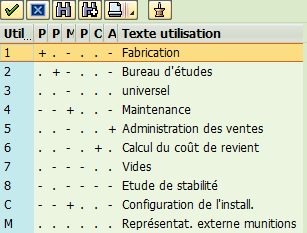 Util... P P M P C A Texte utilisation
1 + . - . . - Fabrication
2 . + - . . - Bureau d'études
3 . . - . . . universel
4 - - + . . - Maintenance
5 . . - . . + Administration des ventes
6 . . - . + . Calcul du coût de revient
7 . . - . . - Vides
8 - . - . . - Etude de stabilité
C - - + . . - Configuration de l'install.
M . . . . . . Représentat. externe munitions